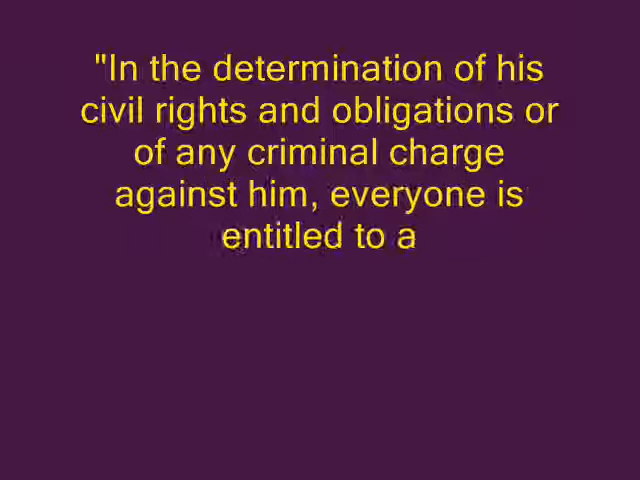 "In the determination of his
civil rights and obligations or
of any criminal charge
against him, everyone is
entitled to a